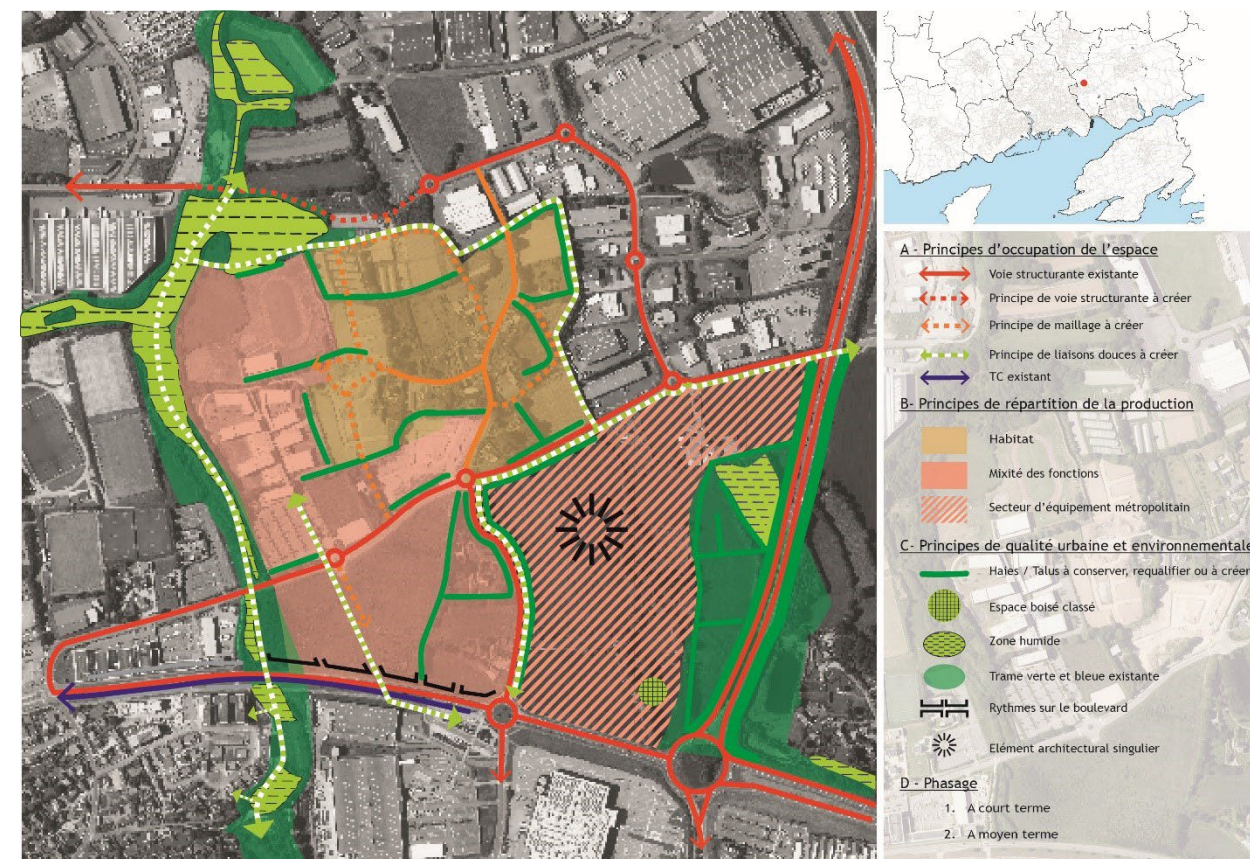 A - Principes d'occupation de l'espace
Voie structurante existante
Principe de voie structurante à créer
Principe de maillage à créer
Principe de liaisons douces à créer
TC existant
B- Principes de répartition de la production
Habitat
Mixité des fonctions
Secteur d'équipement métropolitain
C- Principes de qualité urbaine et environnementale
Haies / Talus à conserver, requalifier ou à créer
Espace boisé classé
Zone humide
Trame verte et bleue existante
Rythmes sur le boulevard
Elément architectural singulier
D - Phasage
1. A court terme
2. A moyen terme